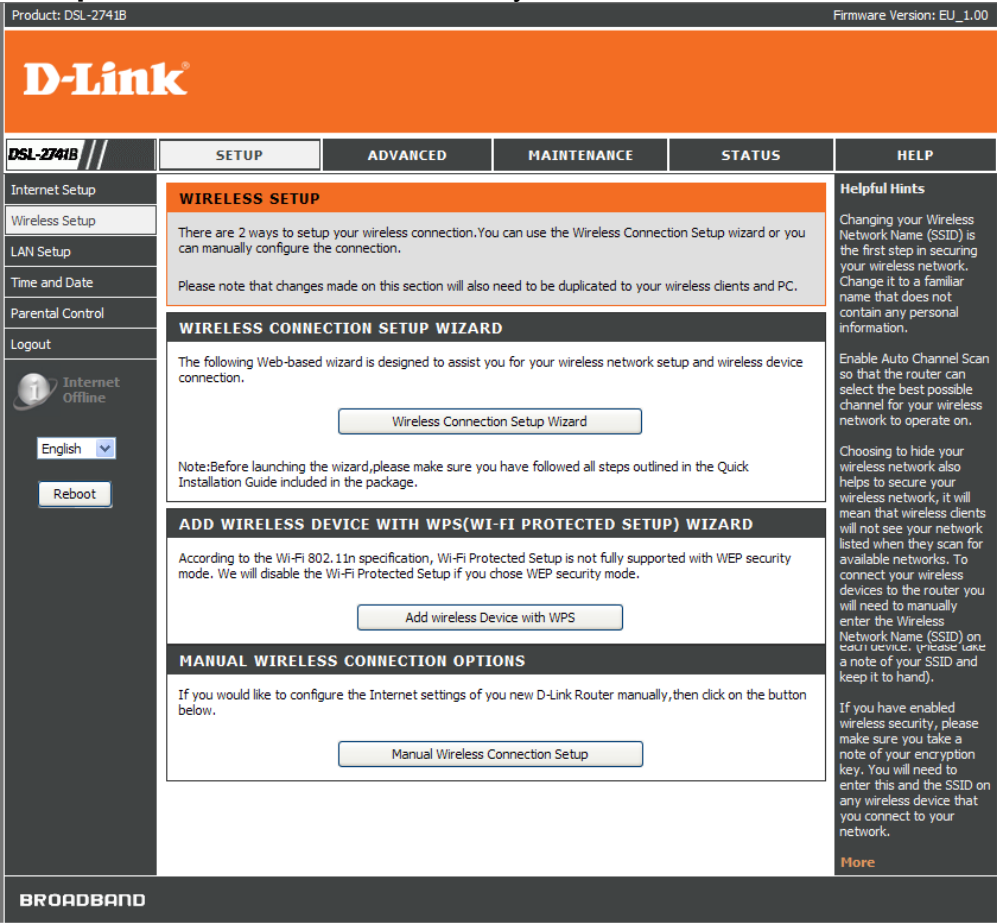 Product: DSL-2741B
Firmware Version: EU_1.00
D-Link®
DSL-2741B
SETUP
ADVANCED
MAINTENANCE
STATUS
HELP
Internet Setup
Wireless Setup
LAN Setup
Time and Date
Parental Control
Logout
Internet
Offline
English
Reboot
WIRELESS SETUP
There are 2 ways to setup your wireless connection.You can use the Wireless Connection Setup wizard or you
can manually configure the connection.
Please note that changes made on this section will also need to be duplicated to your wireless clients and PC.
WIRELESS CONNECTION SETUP WIZARD
The following Web-based wizard is designed to assist you for your wireless network setup and wireless device
connection.
Wireless Connection Setup Wizard
Note:Before launching the wizard,please make sure you have followed all steps outlined in the Quick
Installation Guide included in the package.
ADD WIRELESS DEVICE WITH WPS(WI-FI PROTECTED SETUP) WIZARD
According to the Wi-Fi 802.11n specification, Wi-Fi Protected Setup is not fully supported with WEP security
mode. We will disable the Wi-Fi Protected Setup if you chose WEP security mode.
Add wireless Device with WPS
MANUAL WIRELESS CONNECTION OPTIONS
If you would like to configure the Internet settings of you new D-Link Router manually,then click on the button
below.
Manual Wireless Connection Setup
Helpful Hints
Changing your Wireless
Network Name (SSID) is
the first step in securing
your wireless network.
Change it to a familiar
name that does not
contain any personal
information.
Enable Auto Channel Scan
so that the router can
select the best possible
channel for your wireless
network to operate on.
Choosing to hide your
wireless network also
helps to secure your
wireless network, it will
mean that wireless clients
will not see your network
listed when they scan for
available networks. To
connect your wireless
devices to the router you
will need to manually
enter the Wireless
Network Name (SSID) on
each device. (Please take
a note of your SSID and
keep it to hand).
If you have enabled
wireless security, please
make sure you take a
note of your encryption
key. You will need to
enter this and the SSID on
any wireless device that
you connect to your
network.
More
BROADBAND